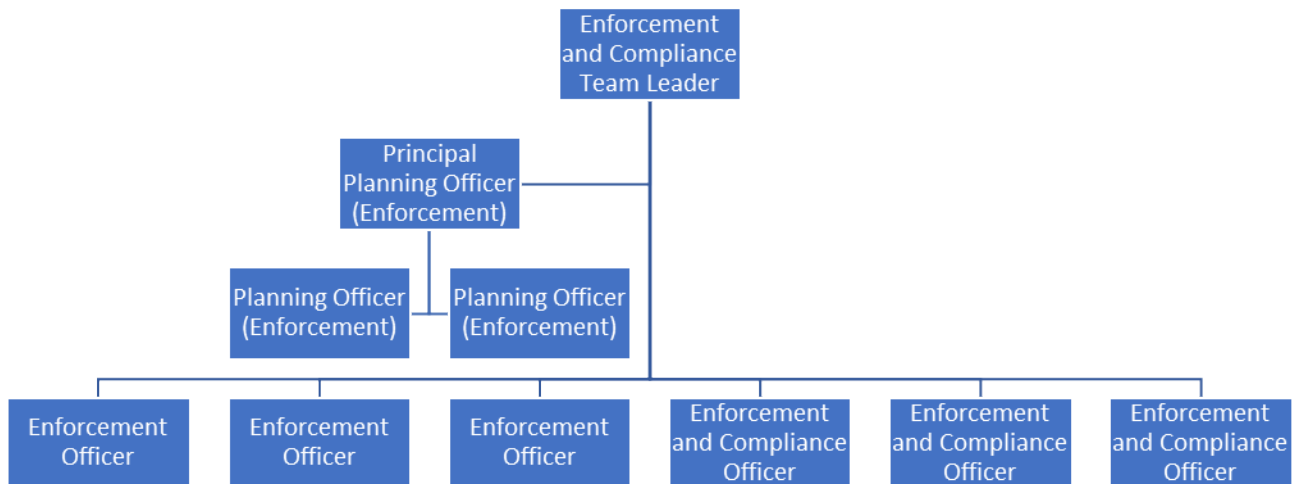 Enforcement
and Compliance
Team Leader
Principal
Planning Officer
(Enforcement)
Planning Officer
(Enforcement)
Planning Officer
(Enforcement)
Enforcement
Officer
Enforcement
Officer
Enforcement
Officer
Enforcement
and Compliance
Officer
Enforcement
and Compliance
Officer
Enforcement
and Compliance
Officer